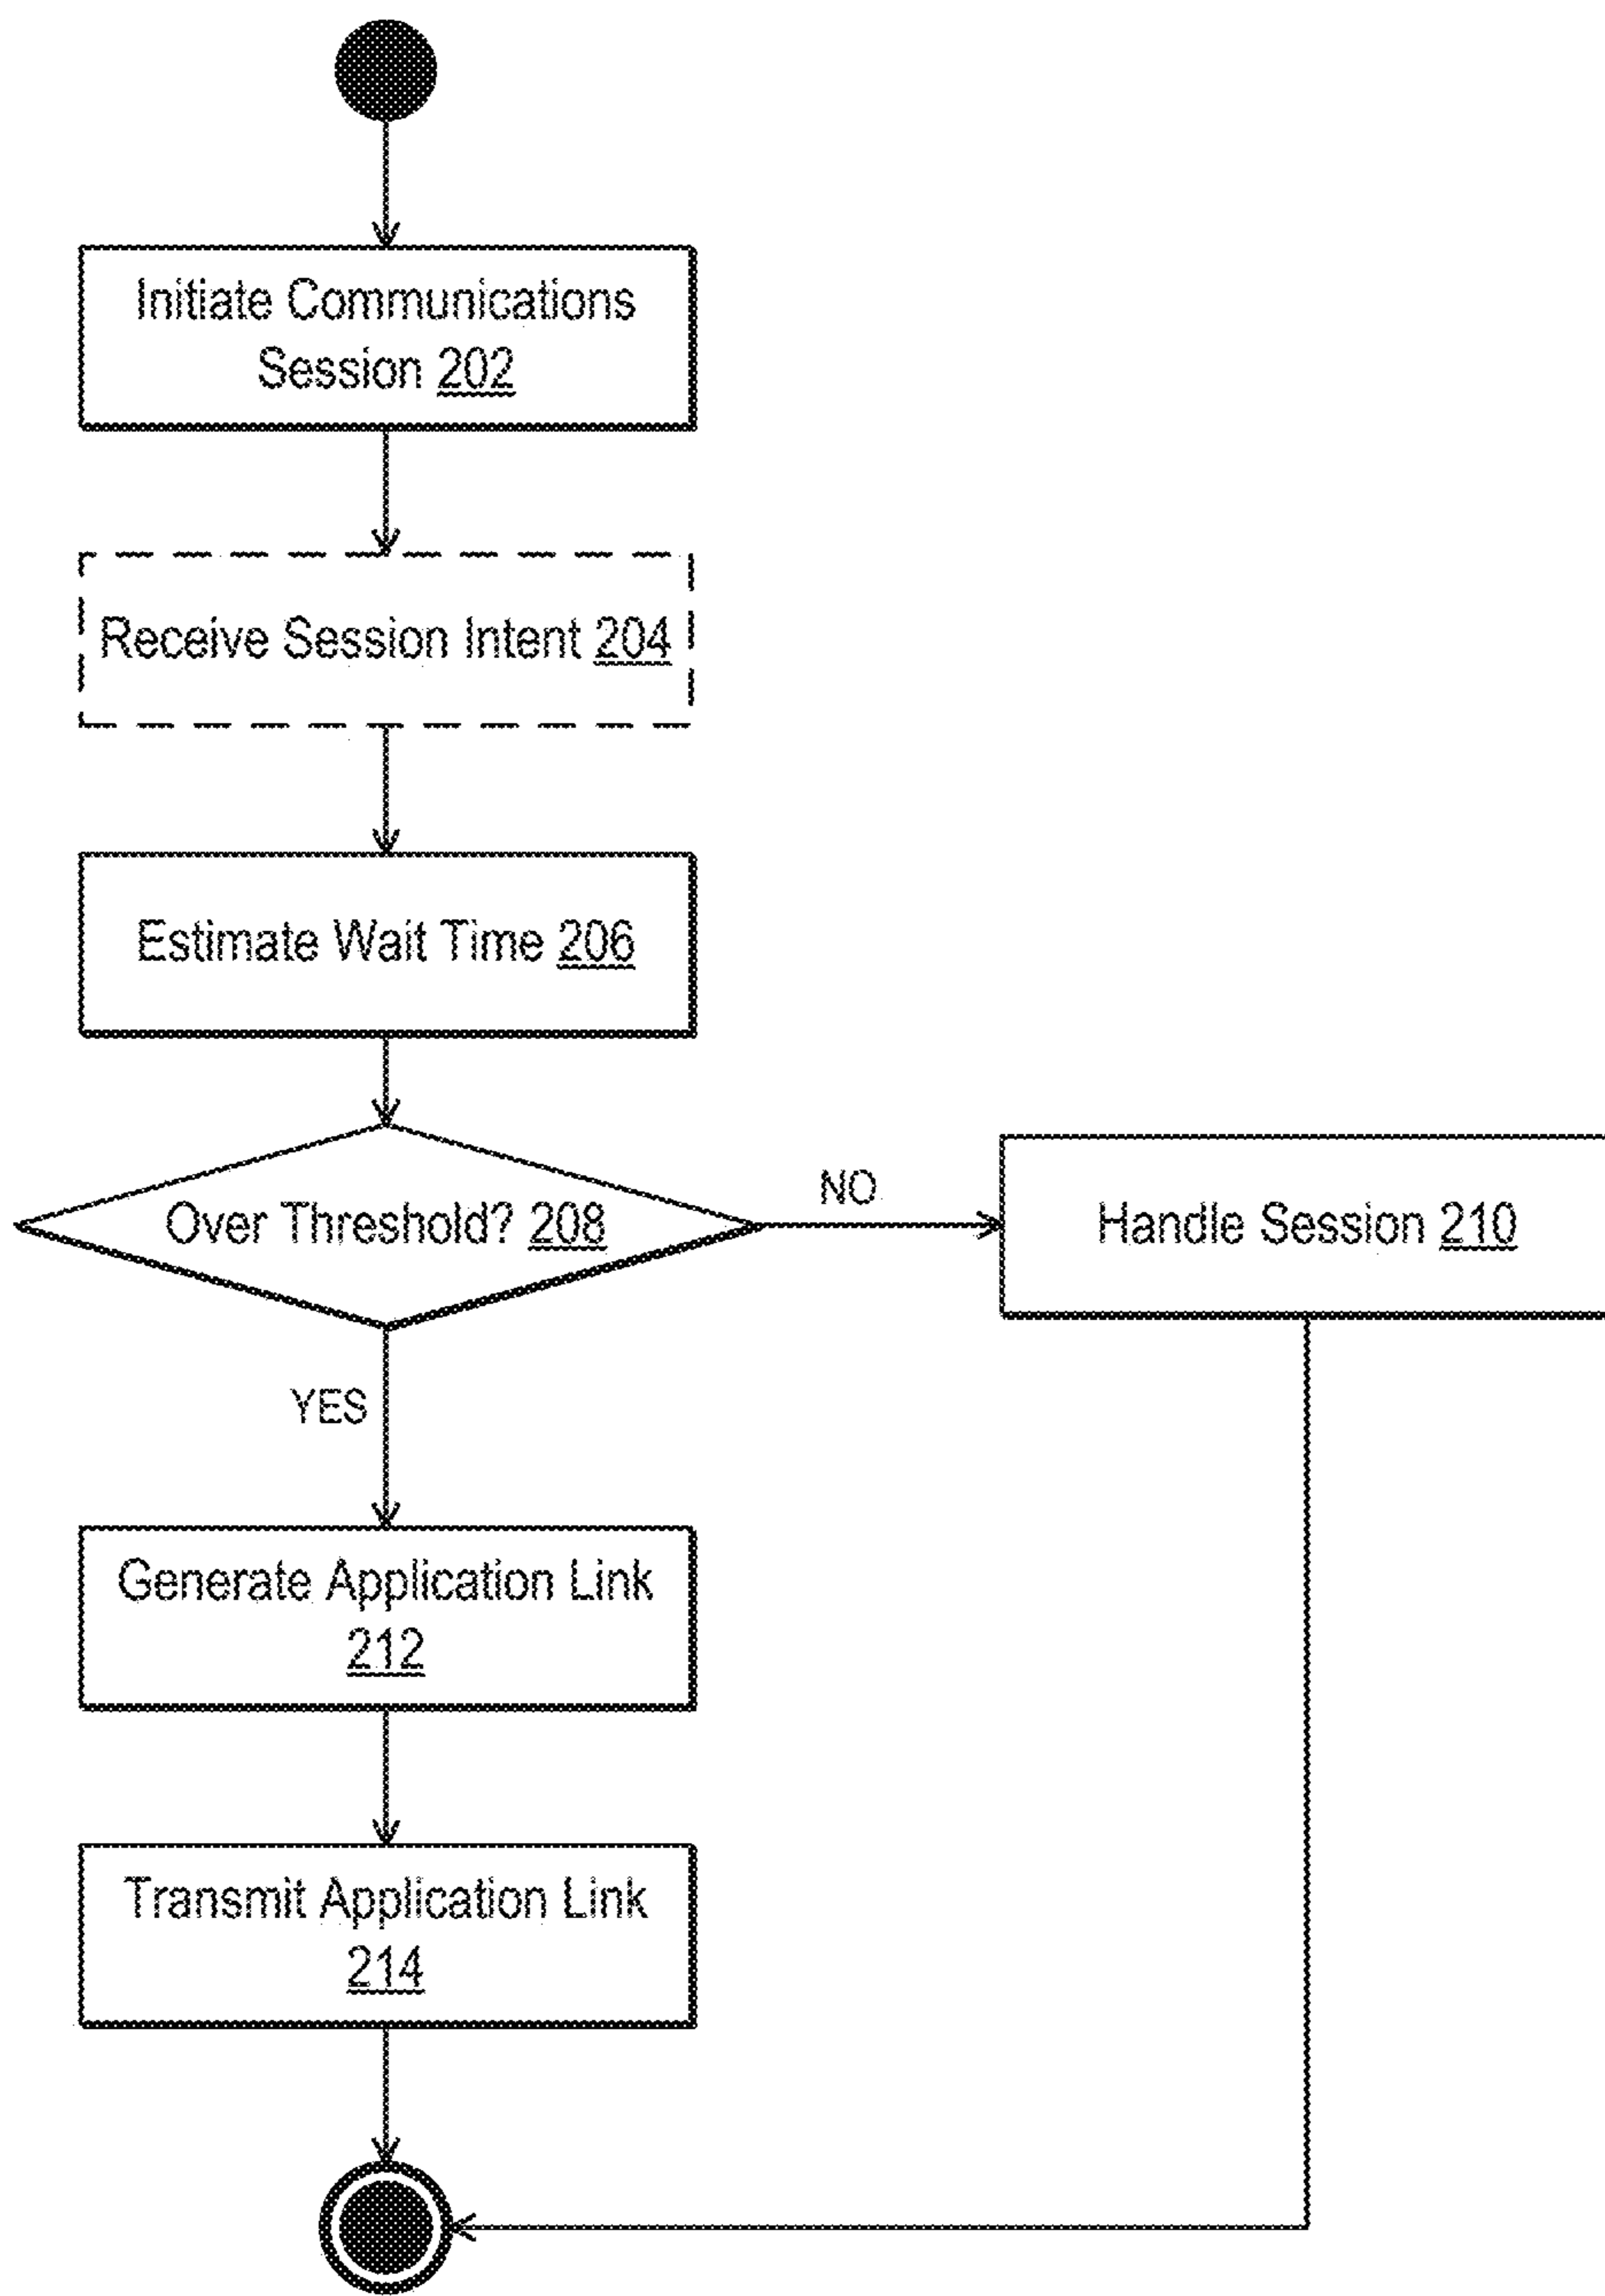 Initiate Communications
Session 202
Receive Session Intent 204
Estimate Wait Time 206
Over Threshold? 208
NO
Handle Session 210
YES
Generate Application Link
212
Transmit Application Link
214